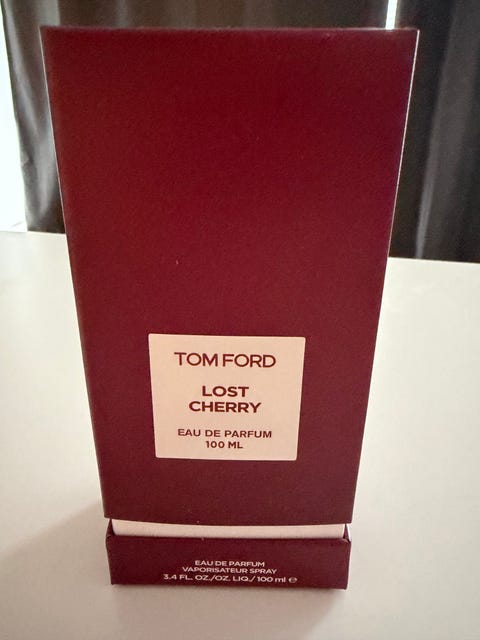 TOM FORD
LOST
CHERRY
EAU DE PARFUM
100 ML
EAU DE PARFUM
VAPORISATEUR SPRAY
3.4 FL. OZ./OZ. LIQ./ 100 ml ℮